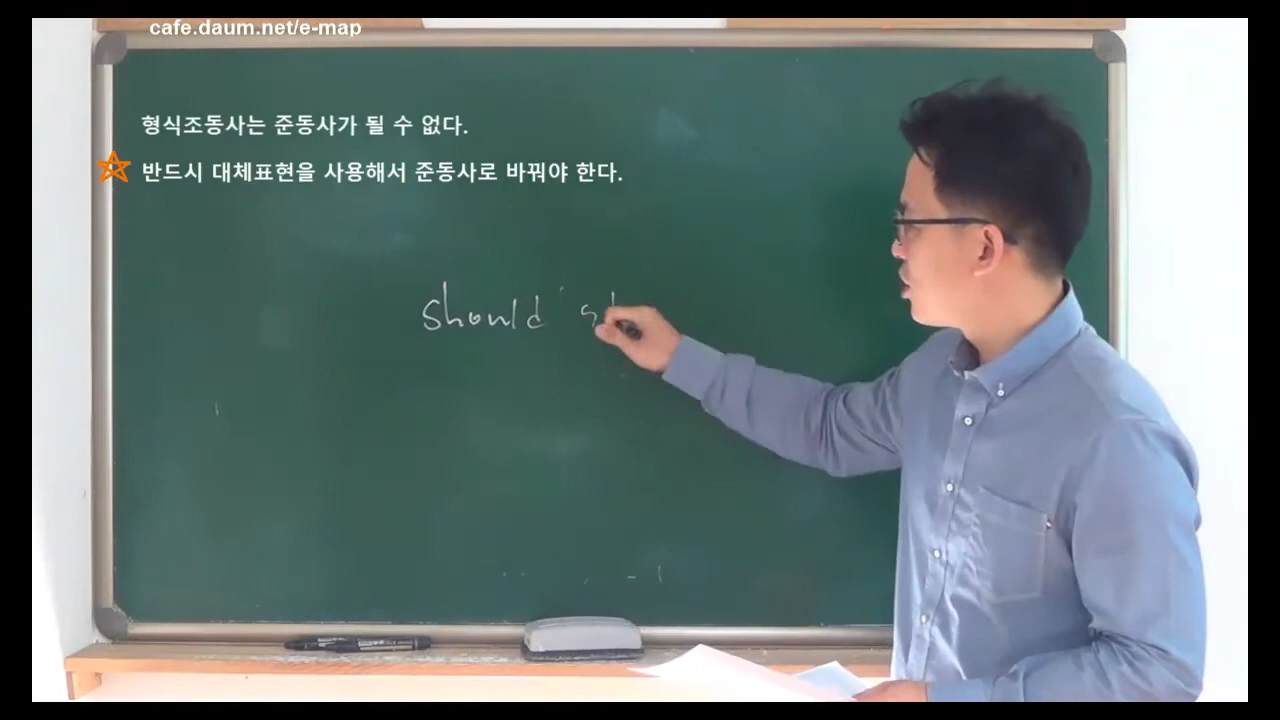 cafe.daum.net/e-map
형식조동사는 준동사가 될 수 없다.
반드시 대체표현을 사용해서 준동사로 바꿔야 한다.
should